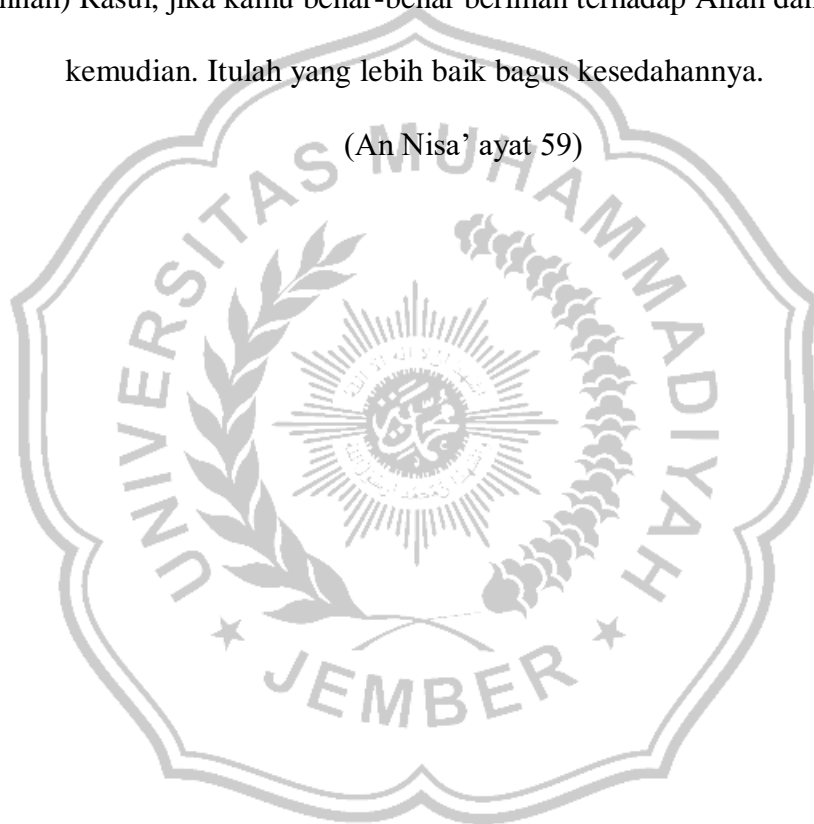 Rasul, jika kamu benar-benar beriman terhadap Allah dan
kemudian. Itulah yang lebih baik bagus kesedahannya.
(An Nisa’ ayat 59)
UNIVERSITAS MUHAMMADIYAH
JEMBER